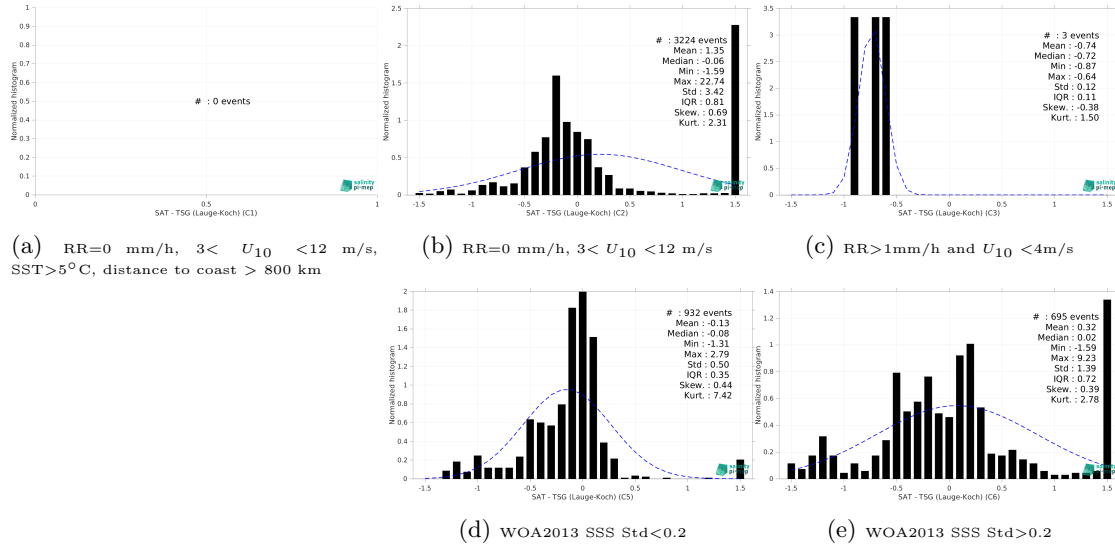 1
0.9
0.8
0.7
0.6
0.5
0.4
0.3
0.2
0.1
0
Normalized histogram
# : 0 events
salinity
pi-mep
0 0.5 1
SAT - TSG (Lauge-Koch) (C1)
(a) RR=0 mm/h, 3< U10 <12 m/s,
SST>5°C, distance to coast > 800 km
2.5
2
1.5
1
0.5
0
Normalized histogram
# : 3224 events
Mean : 1.35
Median : -0.06
Min : -1.59
Max : 22.74
Std : 3.42
IQR : 0.81
Skew. : 0.69
Kurt. : 2.31
salinity
pi-mep
-1.5 -1 -0.5 0 0.5 1 1.5
SAT - TSG (Lauge-Koch) (C2)
(b) RR=0 mm/h, 3< U10 <12 m/s
3.5
3
2.5
2
1.5
1
0.5
0
Normalized histogram
# : 3 events
Mean : -0.74
Median : -0.72
Min : -0.87
Max : -0.64
Std : 0.12
IQR : 0.11
Skew. : -0.38
Kurt. : 1.50
salinity
pi-mep
-1.5 -1 -0.5 0 0.5 1 1.5
SAT - TSG (Lauge-Koch) (C3)
(c) RR>1mm/h and U10 <4m/s
2
1.8
1.6
1.4
1.2
1
0.8
0.6
0.4
0.2
0
Normalized histogram
# : 932 events
Mean : -0.13
Median : -0.08
Min : -1.31
Max : 2.79
Std : 0.50
IQR : 0.35
Skew. : 0.44
Kurt. : 7.42
salinity
pi-mep
-1.5 -1 -0.5 0 0.5 1 1.5
SAT - TSG (Lauge-Koch) (C5)
(d) WOA2013 SSS Std<0.2
1.4
1.2
1
0.8
0.6
0.4
0.2
0
Normalized histogram
# : 695 events
Mean : 0.32
Median : 0.02
Min : -1.59
Max : 9.23
Std : 1.39
IQR : 0.72
Skew. : 0.39
Kurt. : 2.78
salinity
pi-mep
-1.5 -1 -0.5 0 0.5 1 1.5
SAT - TSG (Lauge-Koch) (C6)
(e) WOA2013 SSS Std>0.2